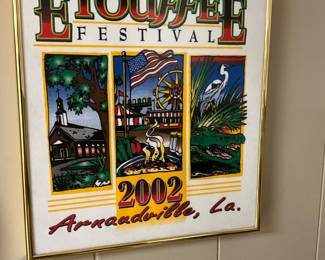 ETOUFFEE
FESTIVAL
2002
Arnaudville, La.